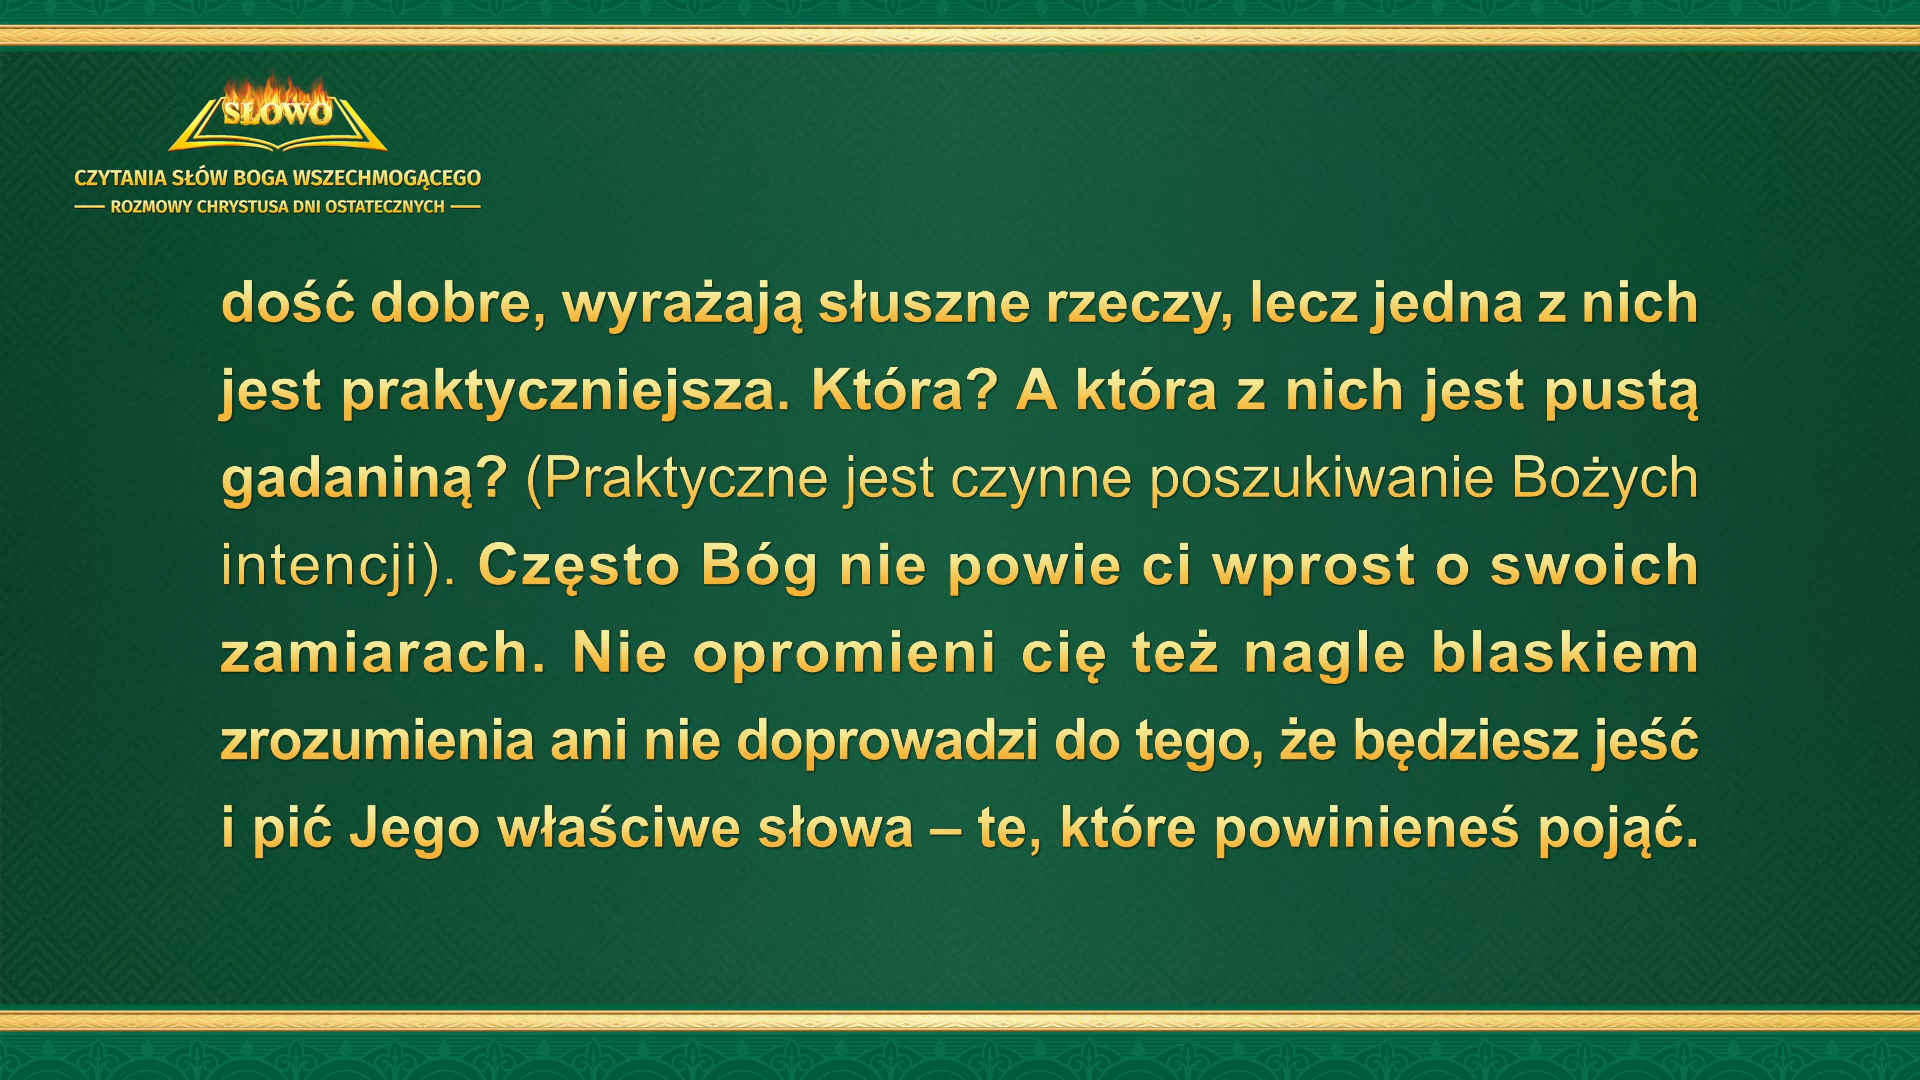 SŁOWO
CZYTANIA SŁÓW BOGA WSZECHMOGĄCEGO
ROZMOWY CHRYSTUSA DNI OSTATECZNYCH
dość dobre, wyrażają słuszne rzeczy, lecz jedna z nich
jest praktyczniejsza. Która? A która z nich jest pustą
gadaniną? (Praktyczne jest czynne poszukiwanie Bożych
intencji). Często Bóg nie powie ci wprost o swoich
zamiarach. Nie opromieni cię też nagle blaskiem
zrozumienia ani nie doprowadzi do tego, że będziesz jeść
i pić Jego właściwe słowa – te, które powinieneś pojąć.